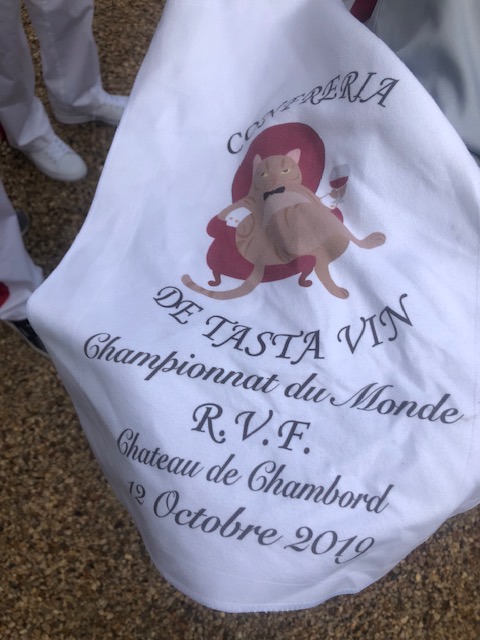 CONFRERIA
DE TASTA VIN
Championnat du Monde
R.V.F.
Chateau de Chambord
12 Octobre 2019